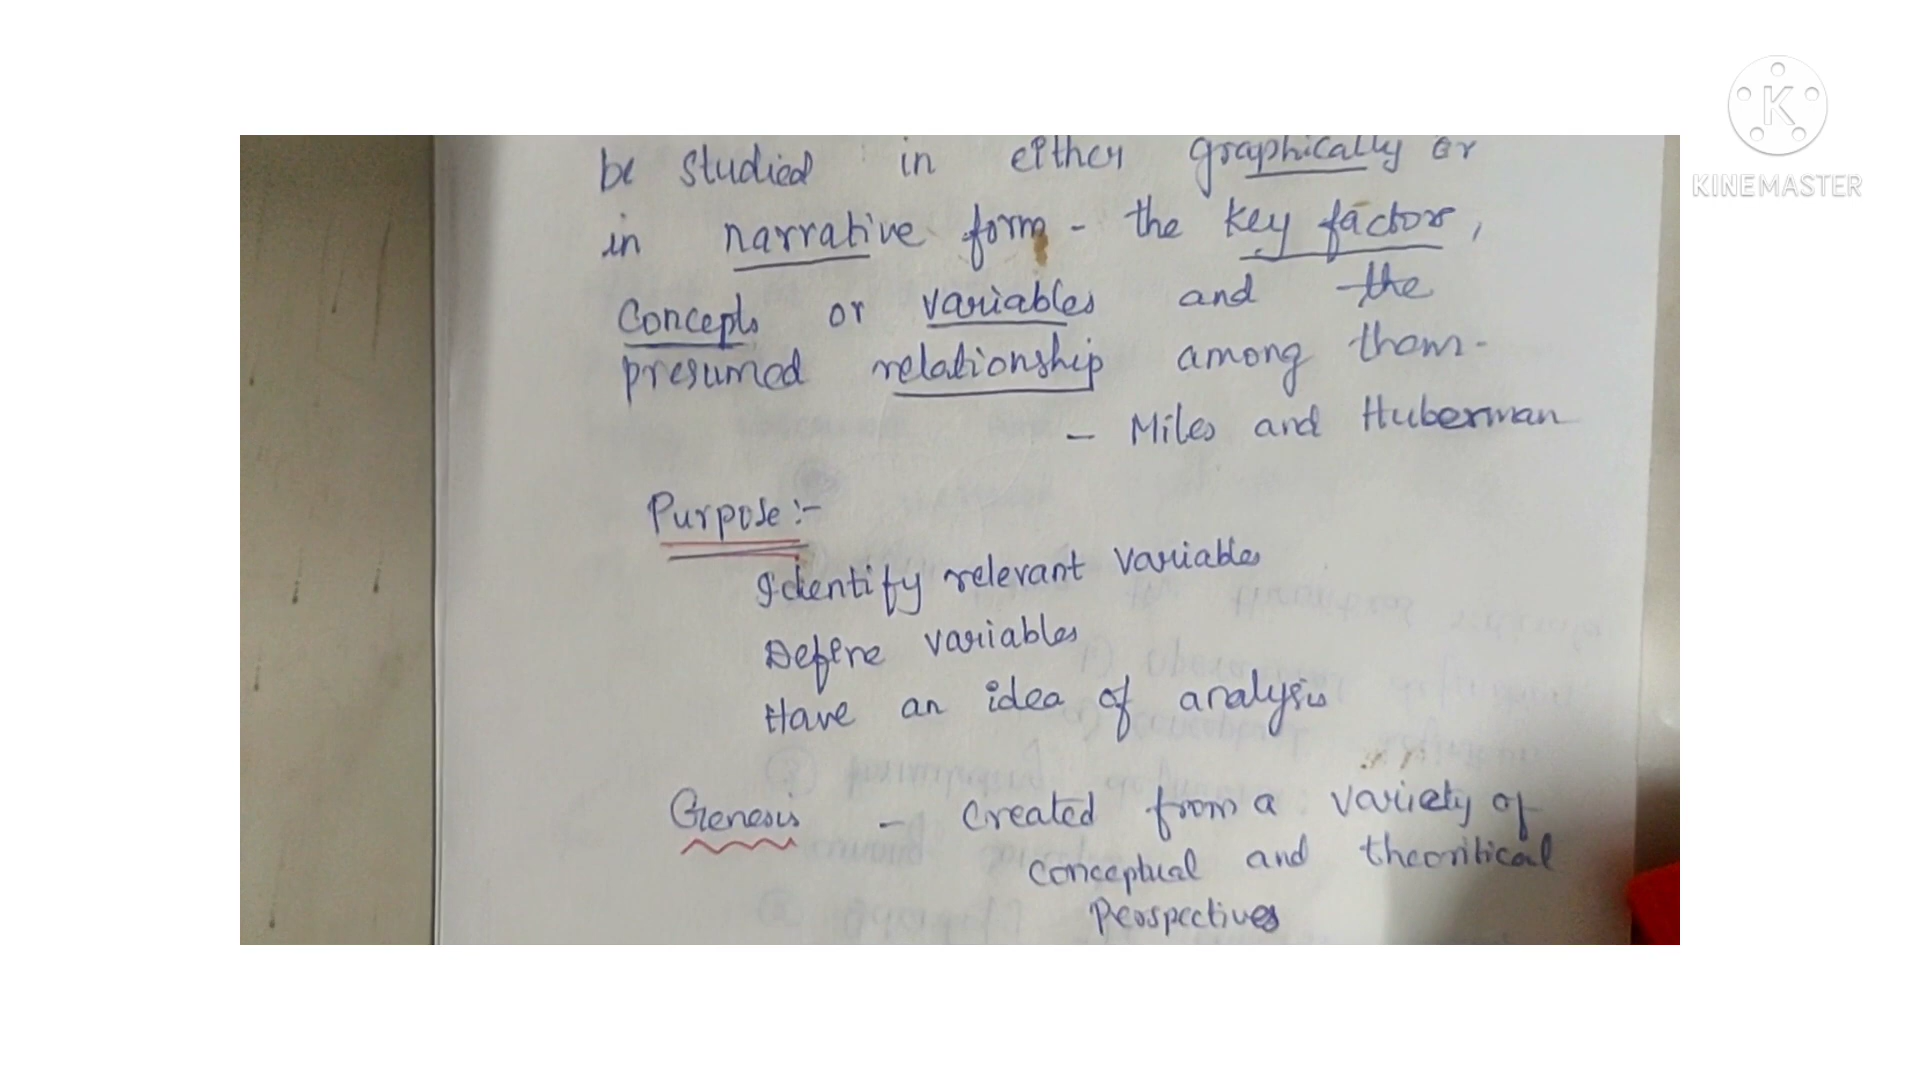 be studied in either graphically or
in narrative form - the key factors,
concepts or variables and the
presumed relationship among them.
- Miles and Huberman
Purpose :-
Identify relevant variables
Define variables
Have an idea of analysis
Genesis - created from a variety of
conceptual and theoritical
Perspectives
K
KINEMASTER